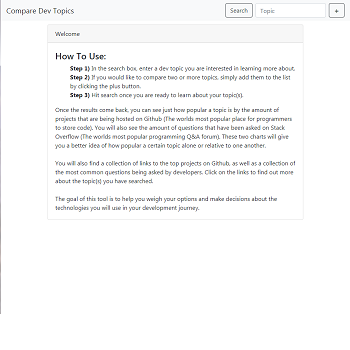 Compare Dev Topics
Search
Topic
+
Welcome
How To Use:
Step 1) In the search box, enter a dev topic you are interested in learning more about.
Step 2) If you would like to compare two or more topics, simply add them to the list
by clicking the plus button.
Step 3) Hit search once you are ready to learn about your topic(s).
Once the results come back, you can see just how popular a topic is by the amount of
projects that are being hosted on Github (The worlds most popular place for programmers
to store code). You will also see the amount of questions that have been asked on Stack
Overflow (The worlds most popular programming Q&A forum). These two charts will give
you a better idea of how popular a certain topic alone or relative to one another.
You will also find a collection of links to the top projects on Github, as well as a collection of
the most common questions being asked by developers. Click on the links to find out more
about the topic(s) you have searched.
The goal of this tool is to help you weigh your options and make decisions about the
technologies you will use in your development journey.